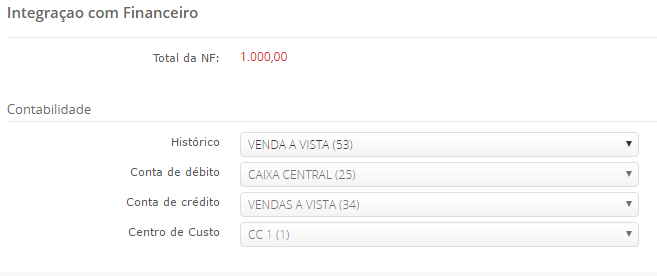 Integraçao com Financeiro
Total da NF: 1.000,00
Contabilidade
Histórico VENDA A VISTA (53)
Conta de débito CAIXA CENTRAL (25)
Conta de crédito VENDAS A VISTA (34)
Centro de Custo CC 1 (1)